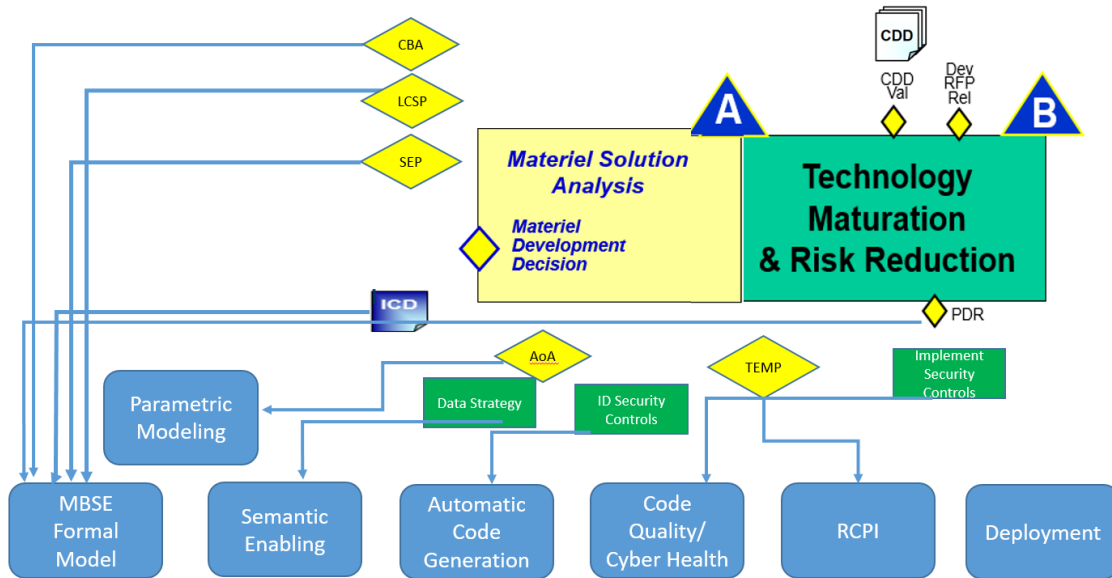 CBA
LCSP
SEP
CDD
CDD
Val
Dev
RFP
Rel
A
B
Materiel Solution
Analysis
Materiel
Development
Decision
Technology
Maturation
& Risk Reduction
ICD
PDR
AoA
TEMP
Implement
Security
Controls
Data Strategy
ID Security
Controls
Parametric
Modeling
MBSE
Formal
Model
Semantic
Enabling
Automatic
Code
Generation
Code
Quality/
Cyber Health
RCPI
Deployment